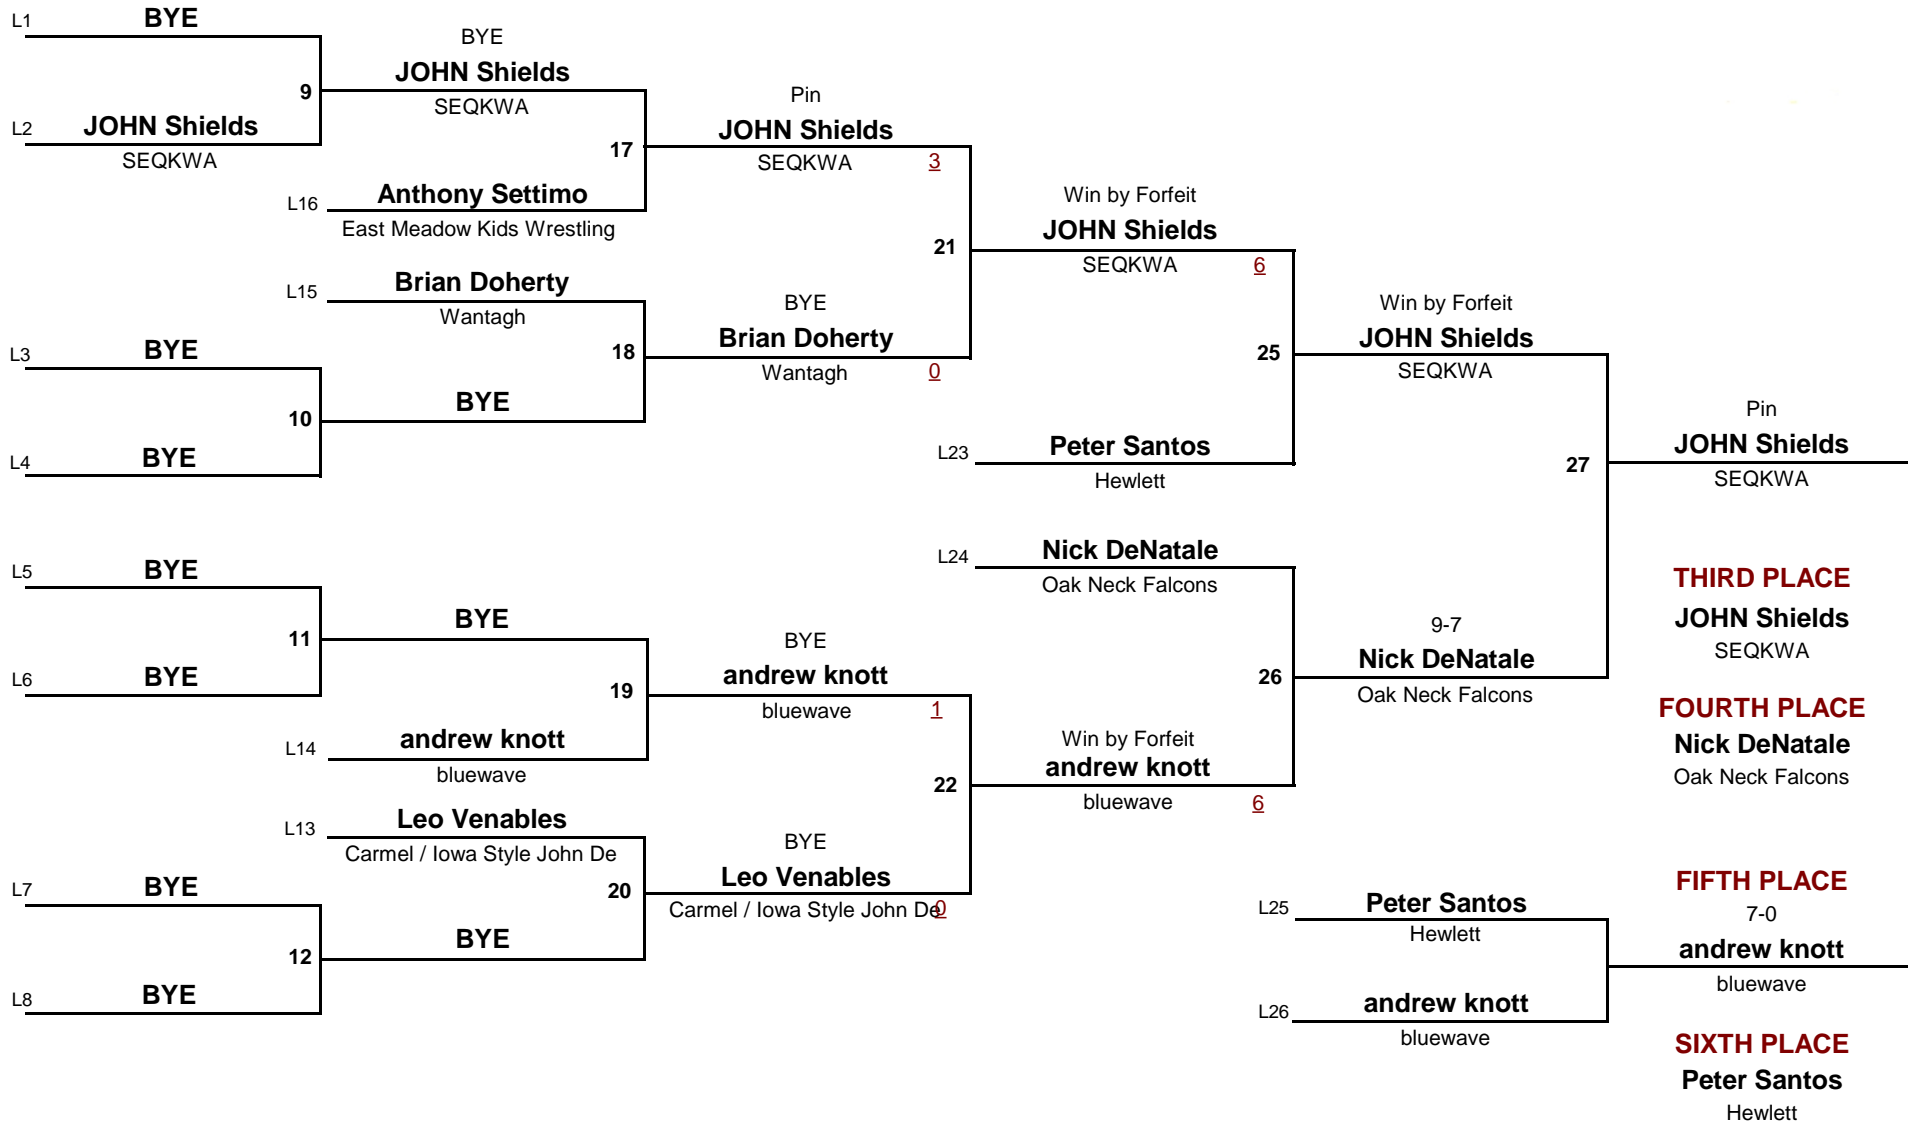 L1 BYE
9
L2 JOHN Shields
SEQKWA
BYE
JOHN Shields
SEQKWA
17
L16 Anthony Settimo
East Meadow Kids Wrestling
Pin
JOHN Shields
SEQKWA 3
21
L15 Brian Doherty
Wantagh
18
BYE
Brian Doherty
Wantagh 0
L3 BYE
10
L4 BYE
BYE
Win by Forfeit
JOHN Shields
SEQKWA 6
25
L23 Peter Santos
Hewlett
Win by Forfeit
JOHN Shields
SEQKWA
27
Pin
JOHN Shields
SEQKWA
L5 BYE
11
L6 BYE
BYE
19
L14 andrew knott
bluewave
BYE
andrew knott
bluewave 1
22
L13 Leo Venables
Carmel / Iowa Style John De
20
BYE
Leo Venables
Carmel / Iowa Style John De 0
L7 BYE
12
L8 BYE
BYE
L24 Nick DeNatale
Oak Neck Falcons
26
Win by Forfeit
andrew knott
bluewave 6
9-7
Nick DeNatale
Oak Neck Falcons
THIRD PLACE
JOHN Shields
SEQKWA
FOURTH PLACE
Nick DeNatale
Oak Neck Falcons
L25 Peter Santos
Hewlett
L26 andrew knott
bluewave
FIFTH PLACE
7-0
andrew knott
bluewave
SIXTH PLACE
Peter Santos
Hewlett